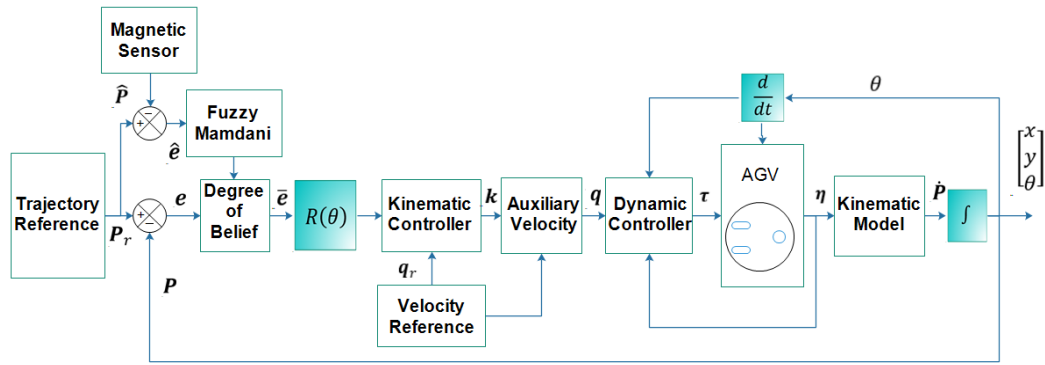 Magnetic
Sensor
P̂
−
+
ê
Fuzzy
Mamdani
Trajectory
Reference
P_r
+
−
e
P
Degree
of
Belief
ē
R(θ)
Kinematic
Controller
k
q_r
Velocity
Reference
Auxiliary
Velocity
q
Dynamic
Controller
τ
d
dt
θ
AGV
η
Kinematic
Model
Ṗ
∫
x
y
θ